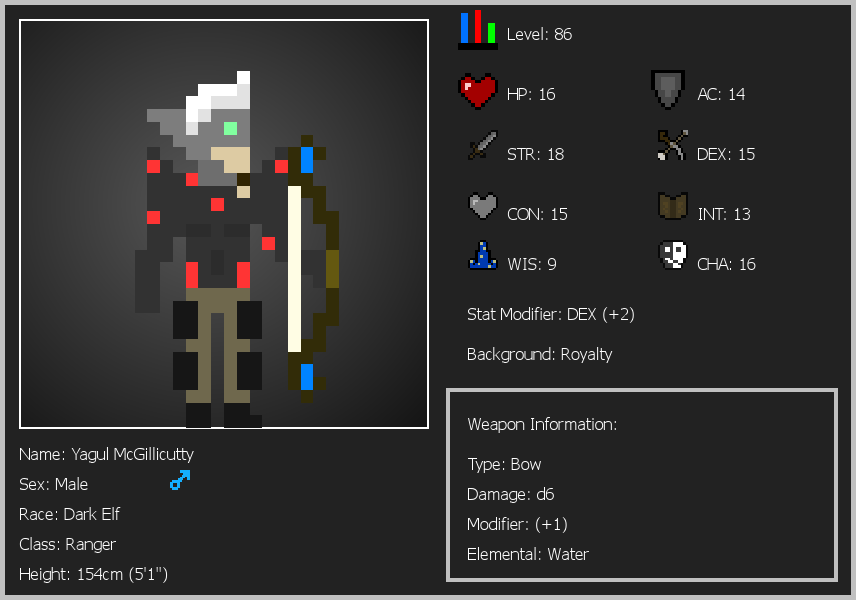 Level: 86
HP: 16
AC: 14
STR: 18
DEX: 15
CON: 15
INT: 13
WIS: 9
CHA: 16
Stat Modifier: DEX (+2)
Background: Royalty
Weapon Information:
Type: Bow
Damage: d6
Modifier: (+1)
Elemental: Water
Name: Yagul McGillicutty
Sex: Male
Race: Dark Elf
Class: Ranger
Height: 154cm (5'1")